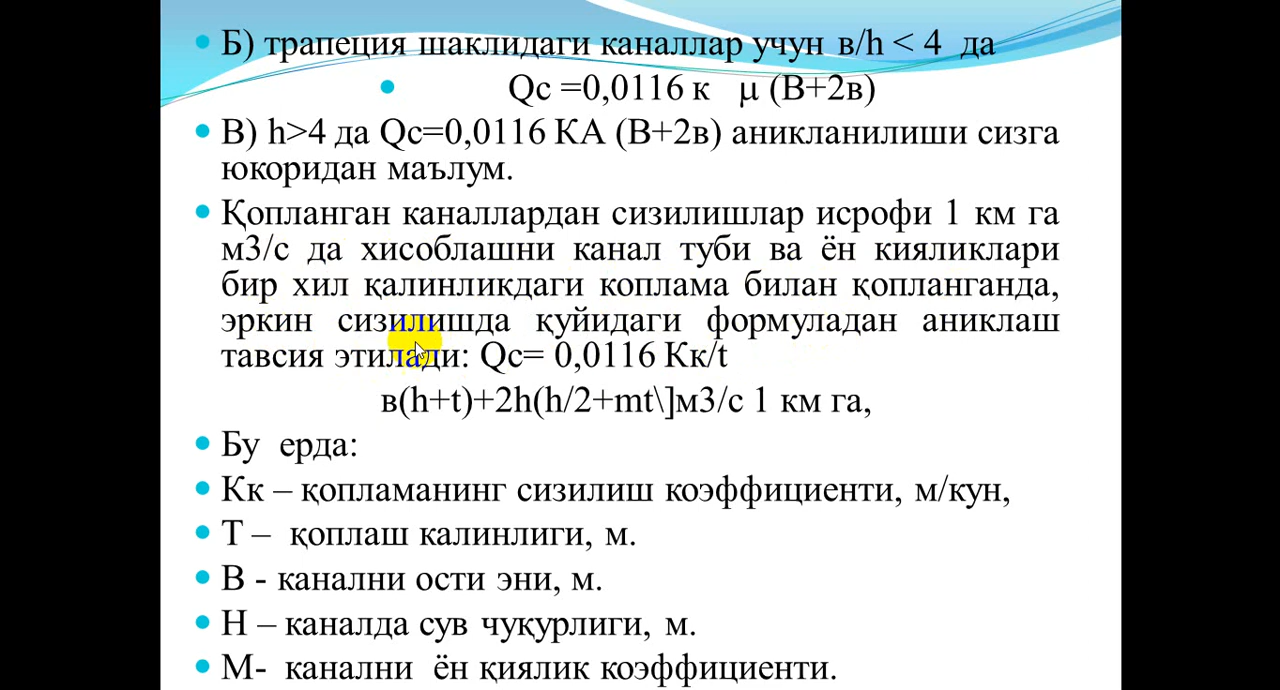 Б) трапеция шаклидаги каналлар учун в/h < 4 да
Qс =0,0116 к μ (В+2в)
В) h>4 да Qс=0,0116 КА (В+2в) аникланилиши сизга
юкоридан маълум.
Қопланган каналлардан сизилишлар исрофи 1 км га
м3/с да хисоблашни канал туби ва ён кияликлари
бир хил қалинликдаги коплама билан қопланганда,
эркин сизилишда қуйидаги формуладан аниклаш
тавсия этилади: Qс= 0,0116 Кк/t
в(h+t)+2h(h/2+mt\]м3/с 1 км га,
Бу ерда:
Кк – қопламанинг сизилиш коэффициенти, м/кун,
Т – қоплаш калинлиги, м.
В - канални ости эни, м.
Н – каналда сув чуқурлиги, м.
М- канални ён қиялик коэффициенти.